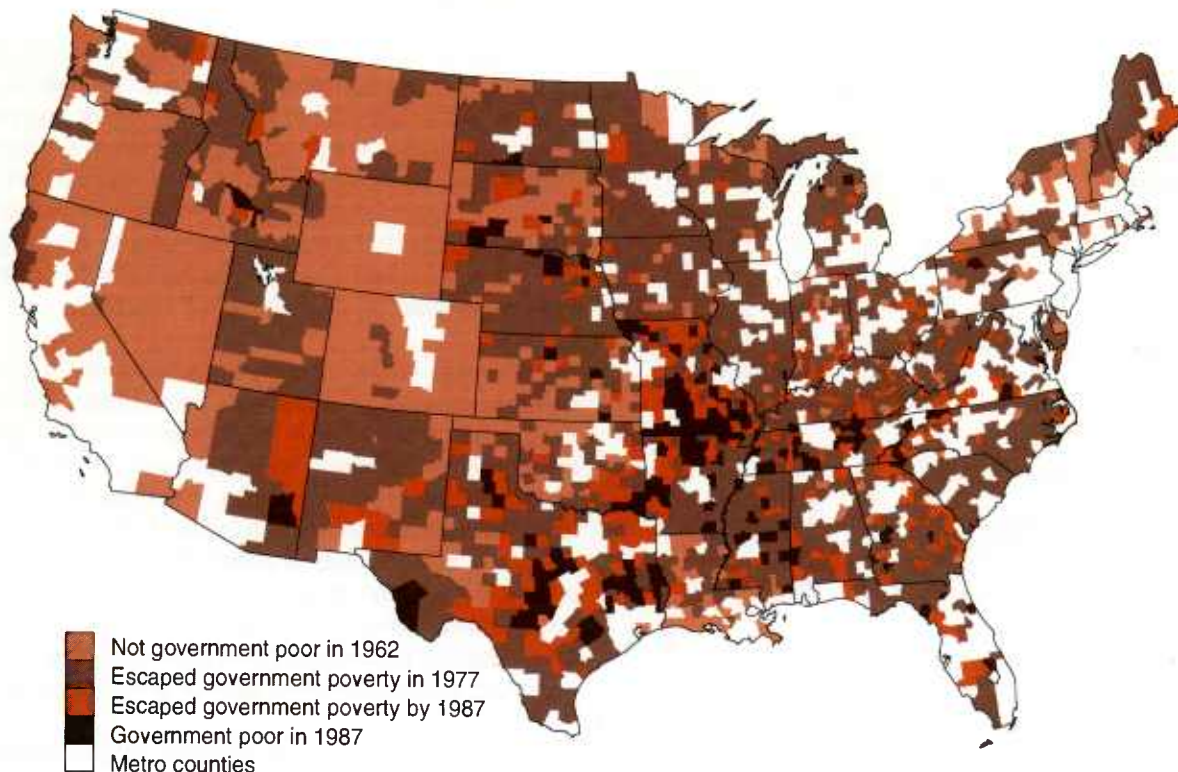 Not government poor in 1962
Escaped government poverty in 1977
Escaped government poverty by 1987
Government poor in 1987
Metro counties